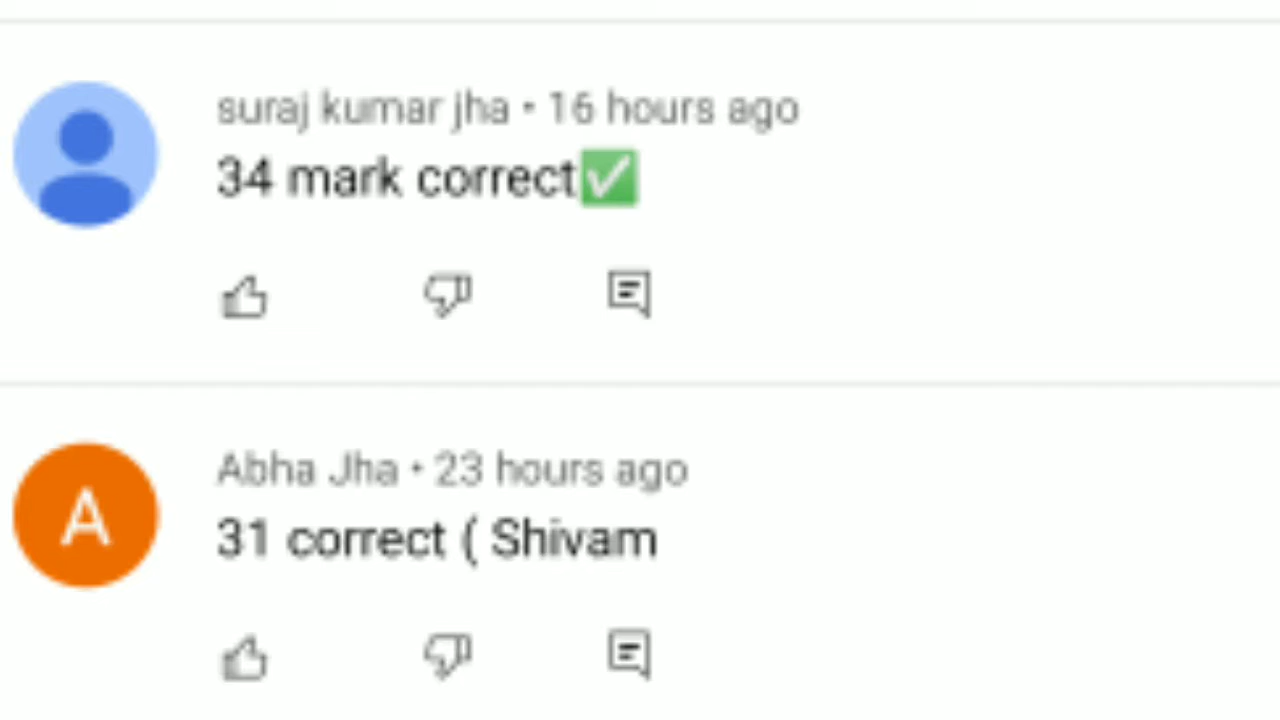 suraj kumar jha • 16 hours ago
34 mark correct✅
A
Abha Jha • 23 hours ago
31 correct ( Shivam